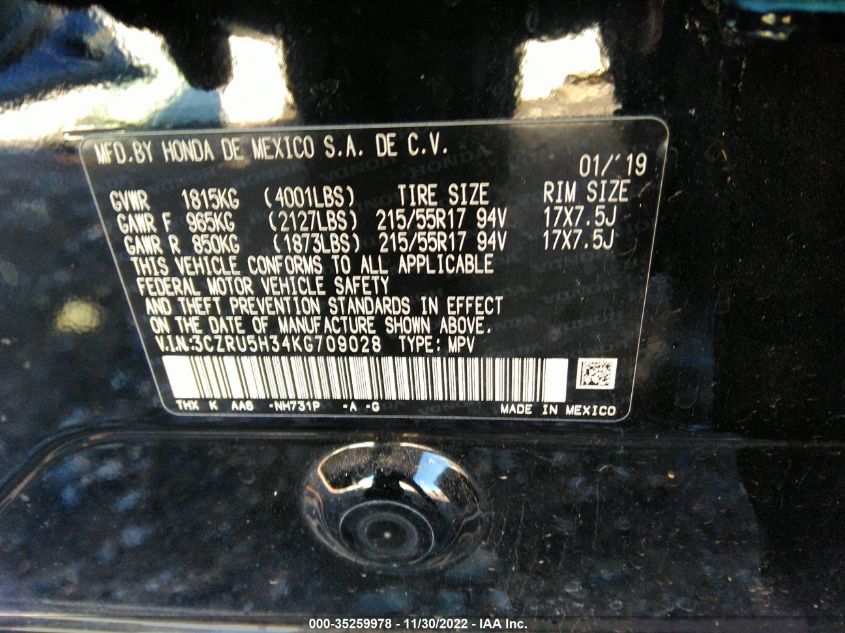 MFD.BY HONDA DE MEXICO S.A. DE C.V.
01/'19
GVWR 1815KG (4001LBS) TIRE SIZE RIM SIZE
GAWR F 965KG (2127LBS) 215/55R17 94V 17X7.5J
GAWR R 850KG (1873LBS) 215/55R17 94V 17X7.5J
THIS VEHICLE CONFORMS TO ALL APPLICABLE
FEDERAL MOTOR VEHICLE SAFETY
AND THEFT PREVENTION STANDARDS IN EFFECT
ON THE DATE OF MANUFACTURE SHOWN ABOVE.
V.I.N:3CZRU5H34KG709028 TYPE: MPV
THX K AA6 -NH731P -A -G MADE IN MEXICO
000-35259978 - 11/30/2022 - IAA Inc.